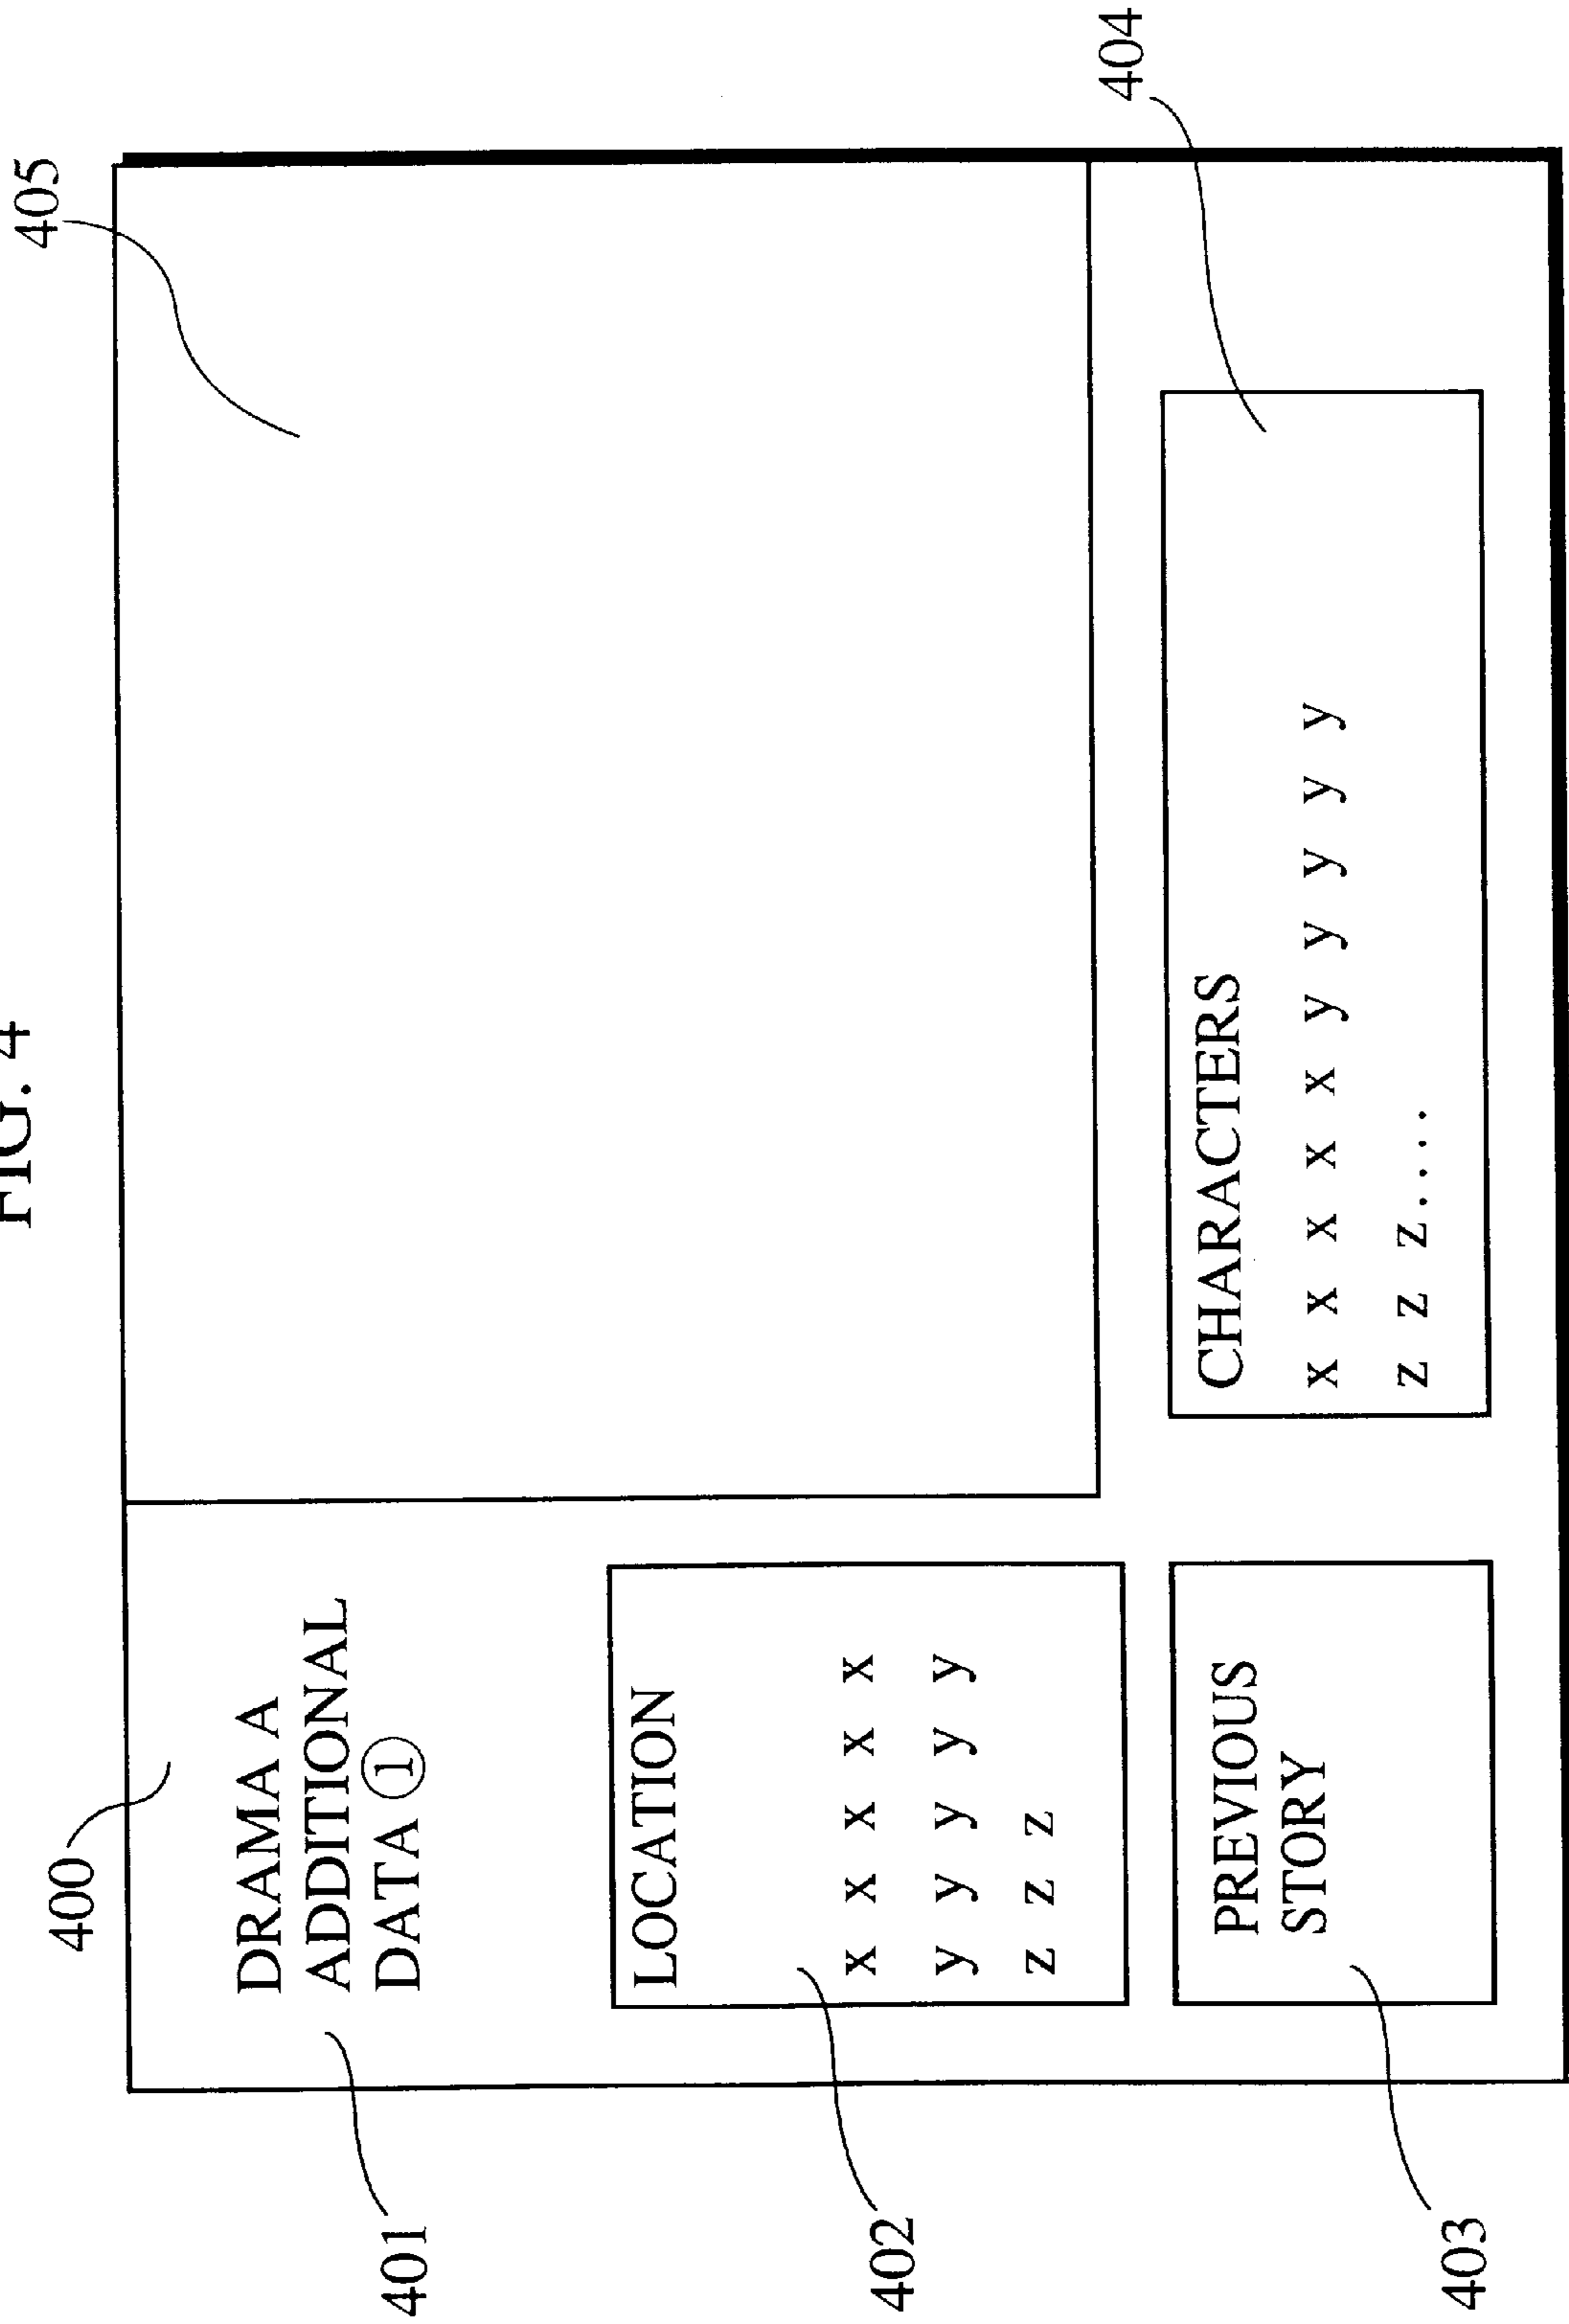 FIG. 4
400
405
401
DRAMA A
ADDITIONAL
DATA ①
402
LOCATION
x x x x x
y y y y y
z z z
403
PREVIOUS
STORY
404
CHARACTERS
x x x x x y y y y y
z z z....